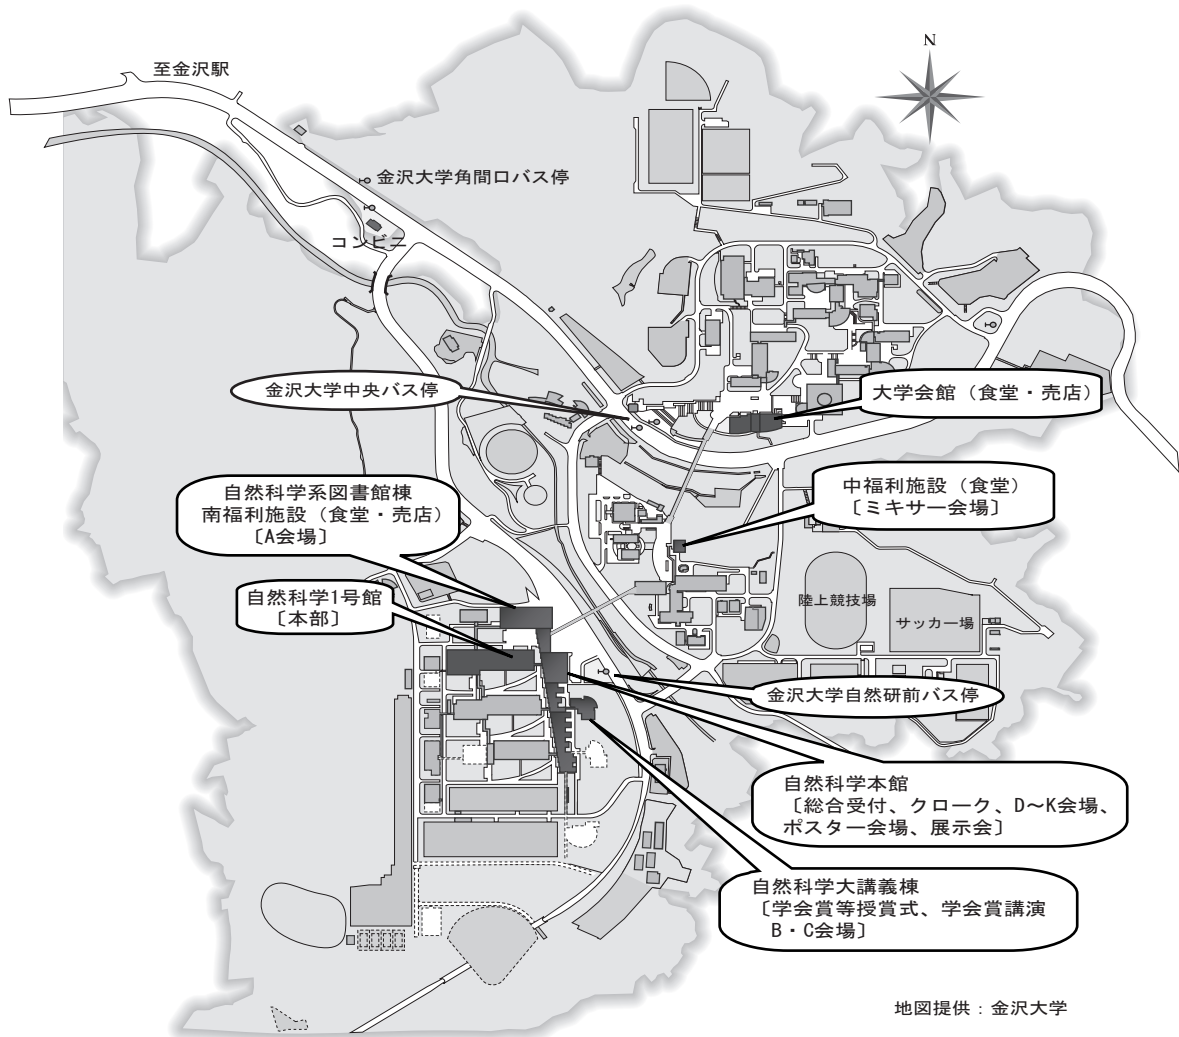 N
至金沢駅
金沢大学角間口バス停
コンビニ
金沢大学中央バス停
大学会館（食堂・売店）
自然科学系図書館棟
南福利施設（食堂・売店）
〔A会場〕
中福利施設（食堂）
〔ミキサー会場〕
自然科学1号館
〔本部〕
陸上競技場
サッカー場
金沢大学自然研前バス停
自然科学本館
〔総合受付、クローク、D〜K会場、
ポスター会場、展示会〕
自然科学大講義棟
〔学会賞等授賞式、学会賞講演
B・C会場〕
地図提供：金沢大学